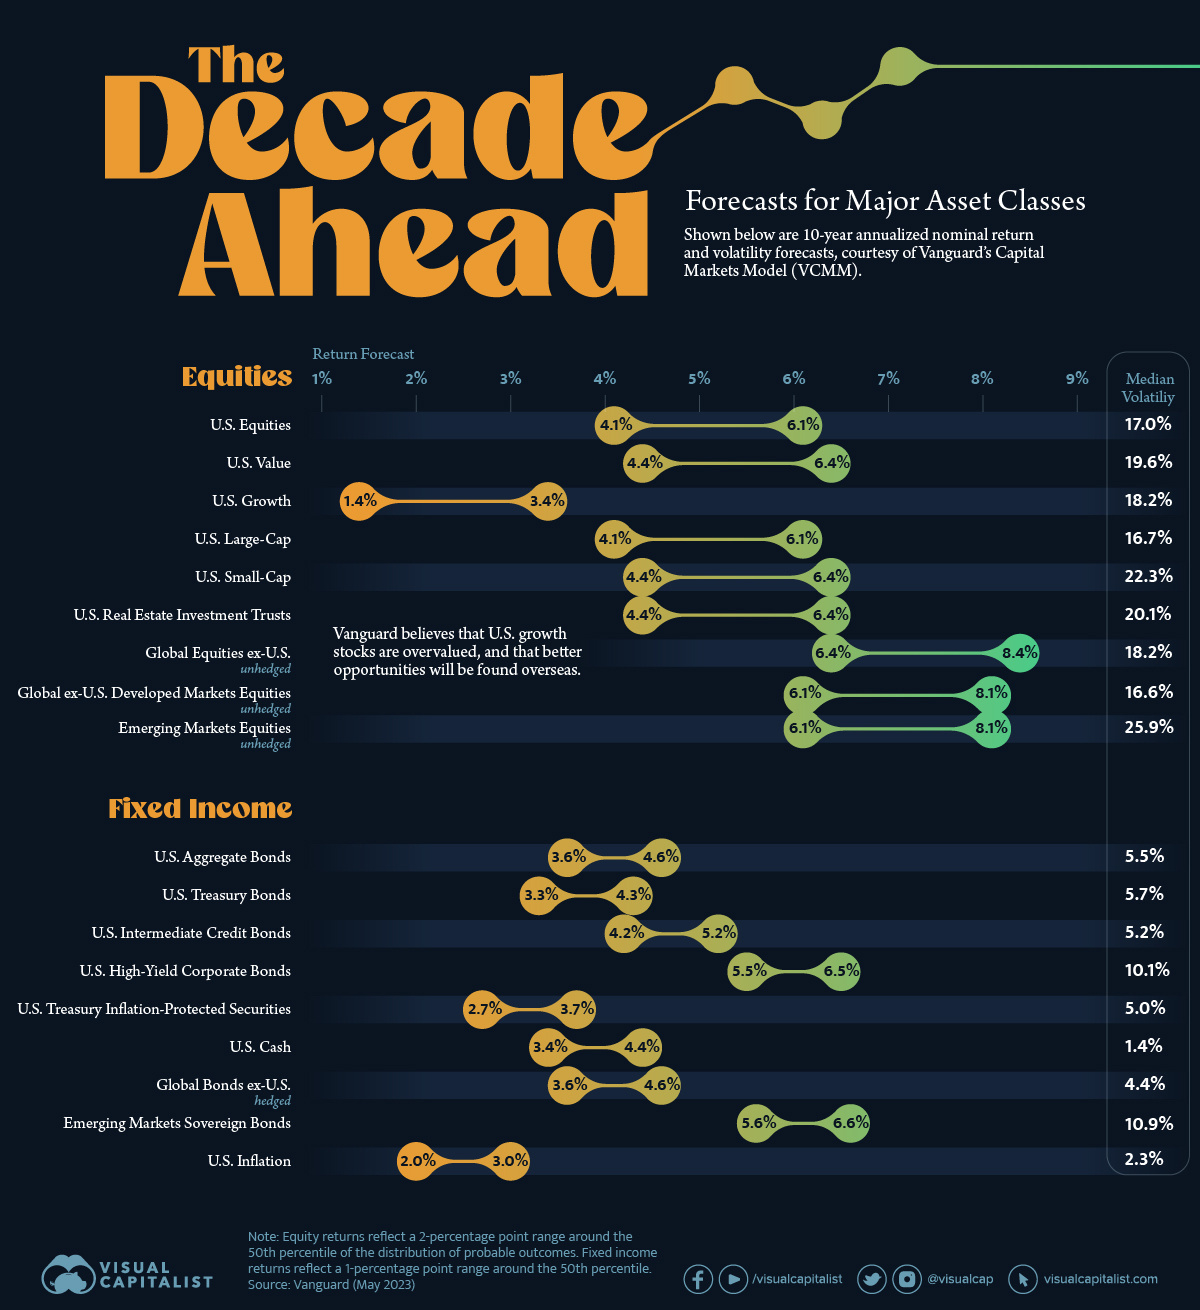 The
Decade
Ahead
Forecasts for Major Asset Classes
Shown below are 10-year annualized nominal return
and volatility forecasts, courtesy of Vanguard's Capital
Markets Model (VCMM).
Return Forecast
Equities 1% 2% 3% 4% 5% 6% 7% 8% 9% Median
Volatiliy
U.S. Equities 4.1% 6.1% 17.0%
U.S. Value 4.4% 6.4% 19.6%
U.S. Growth 1.4% 3.4% 18.2%
U.S. Large-Cap 4.1% 6.1% 16.7%
U.S. Small-Cap 4.4% 6.4% 22.3%
U.S. Real Estate Investment Trusts 4.4% 6.4% 20.1%
Vanguard believes that U.S. growth
stocks are overvalued, and that better
opportunities will be found overseas.
Global Equities ex-U.S. 6.4% 8.4% 18.2%
unhedged
Global ex-U.S. Developed Markets Equities 6.1% 8.1% 16.6%
unhedged
Emerging Markets Equities 6.1% 8.1% 25.9%
unhedged
Fixed Income
U.S. Aggregate Bonds 3.6% 4.6% 5.5%
U.S. Treasury Bonds 3.3% 4.3% 5.7%
U.S. Intermediate Credit Bonds 4.2% 5.2% 5.2%
U.S. High-Yield Corporate Bonds 5.5% 6.5% 10.1%
U.S. Treasury Inflation-Protected Securities 2.7% 3.7% 5.0%
U.S. Cash 3.4% 4.4% 1.4%
Global Bonds ex-U.S. 3.6% 4.6% 4.4%
hedged
Emerging Markets Sovereign Bonds 5.6% 6.6% 10.9%
U.S. Inflation 2.0% 3.0% 2.3%
Note: Equity returns reflect a 2-percentage point range around the
50th percentile of the distribution of probable outcomes. Fixed income
returns reflect a 1-percentage point range around the 50th percentile.
Source: Vanguard (May 2023)
VISUAL
CAPITALIST
/visualcapitalist @visualcap visualcapitalist.com